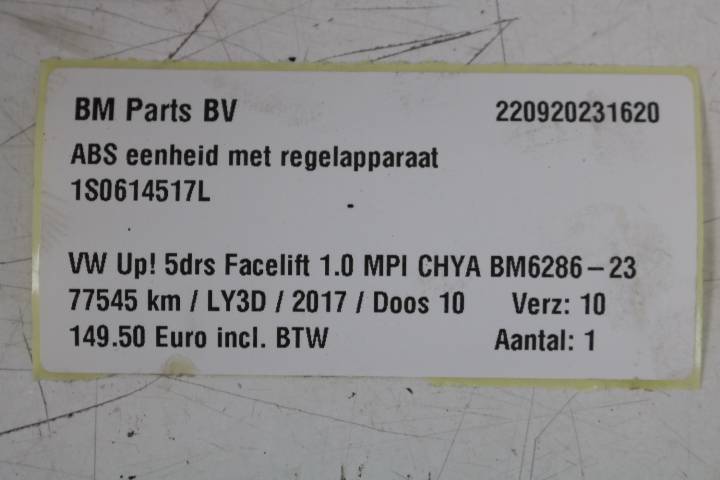 BM Parts BV 220920231620
ABS eenheid met regelapparaat
1S0614517L
VW Up! 5drs Facelift 1.0 MPI CHYA BM6286-23
77545 km / LY3D / 2017 / Doos 10 Verz: 10
149.50 Euro incl. BTW Aantal: 1